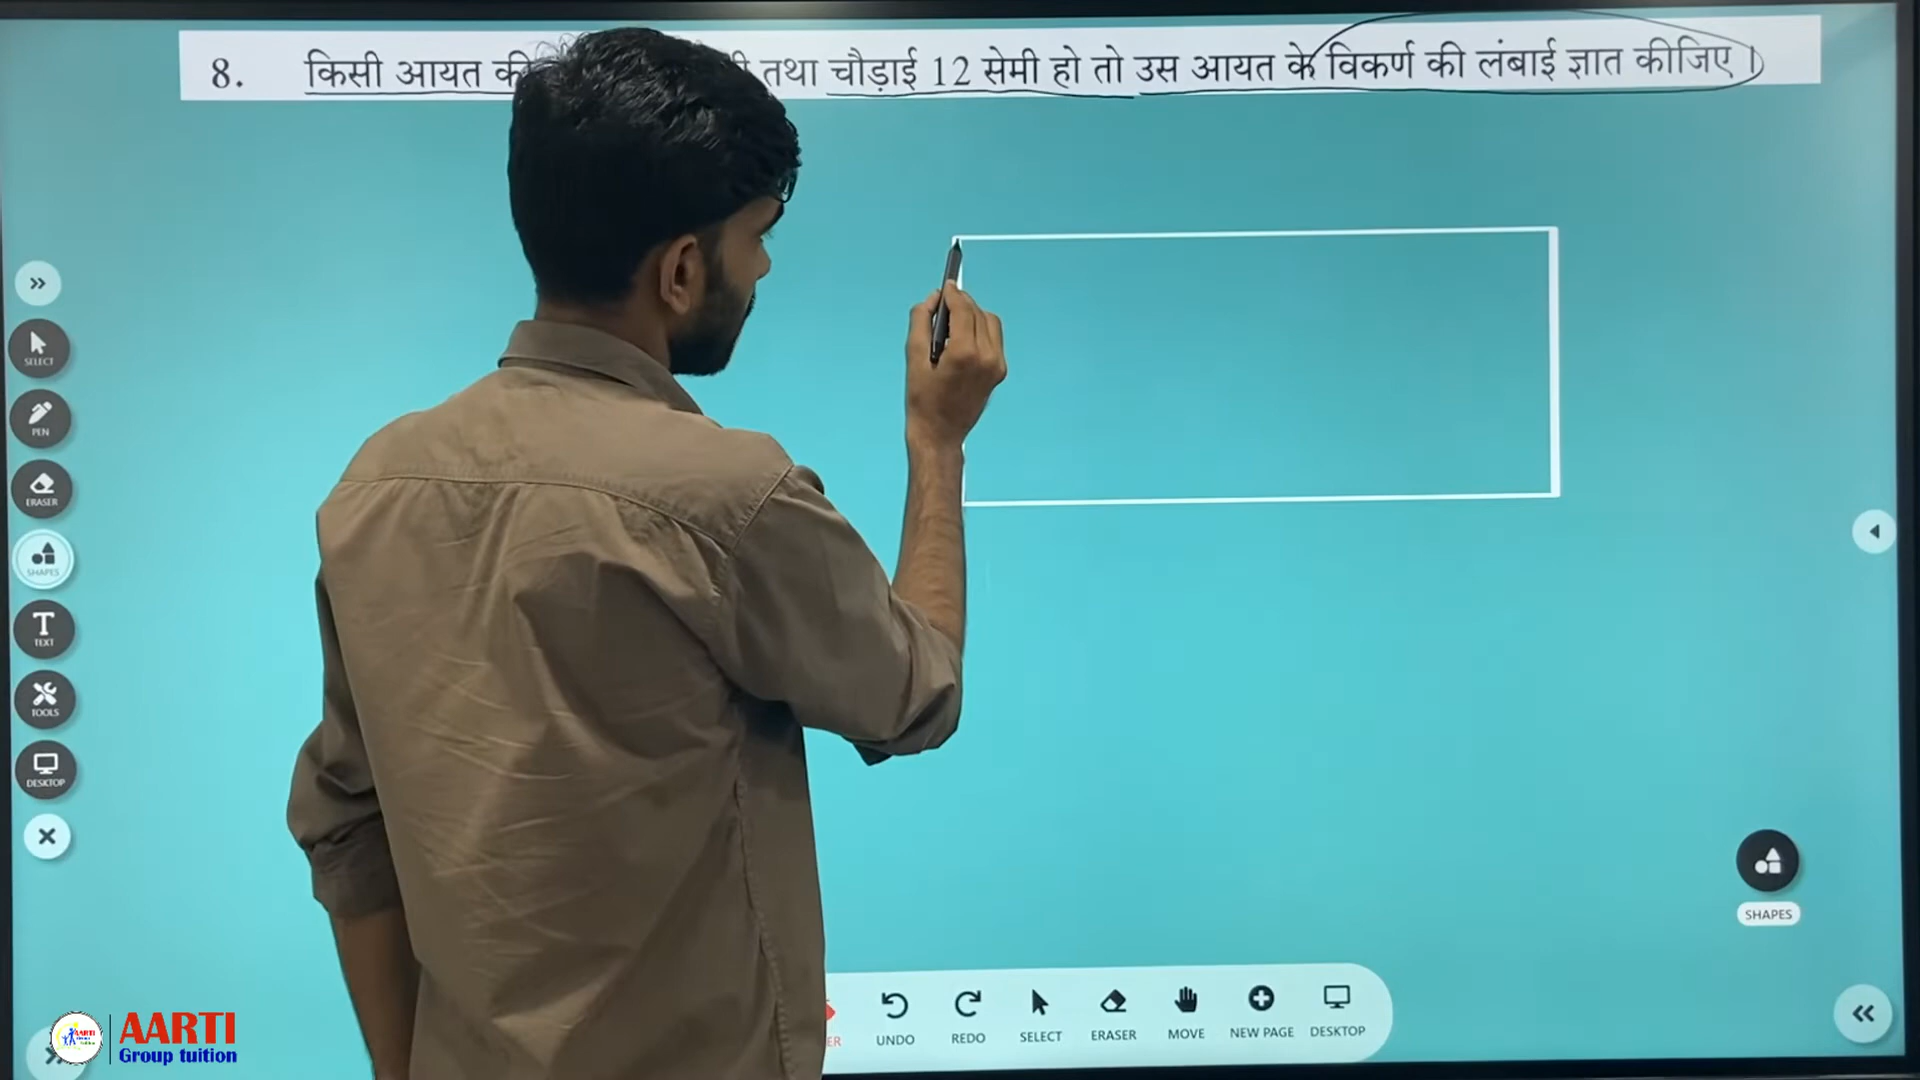 8. किसी आयत की तथा चौड़ाई 12 सेमी हो तो उस आयत के विकर्ण की लंबाई ज्ञात कीजिए ।
SELECT
PEN
ERASER
SHAPES
TEXT
TOOLS
DESKTOP
SHAPES
UNDO
REDO
SELECT
ERASER
MOVE
NEW PAGE
DESKTOP
AARTI
Group tuition